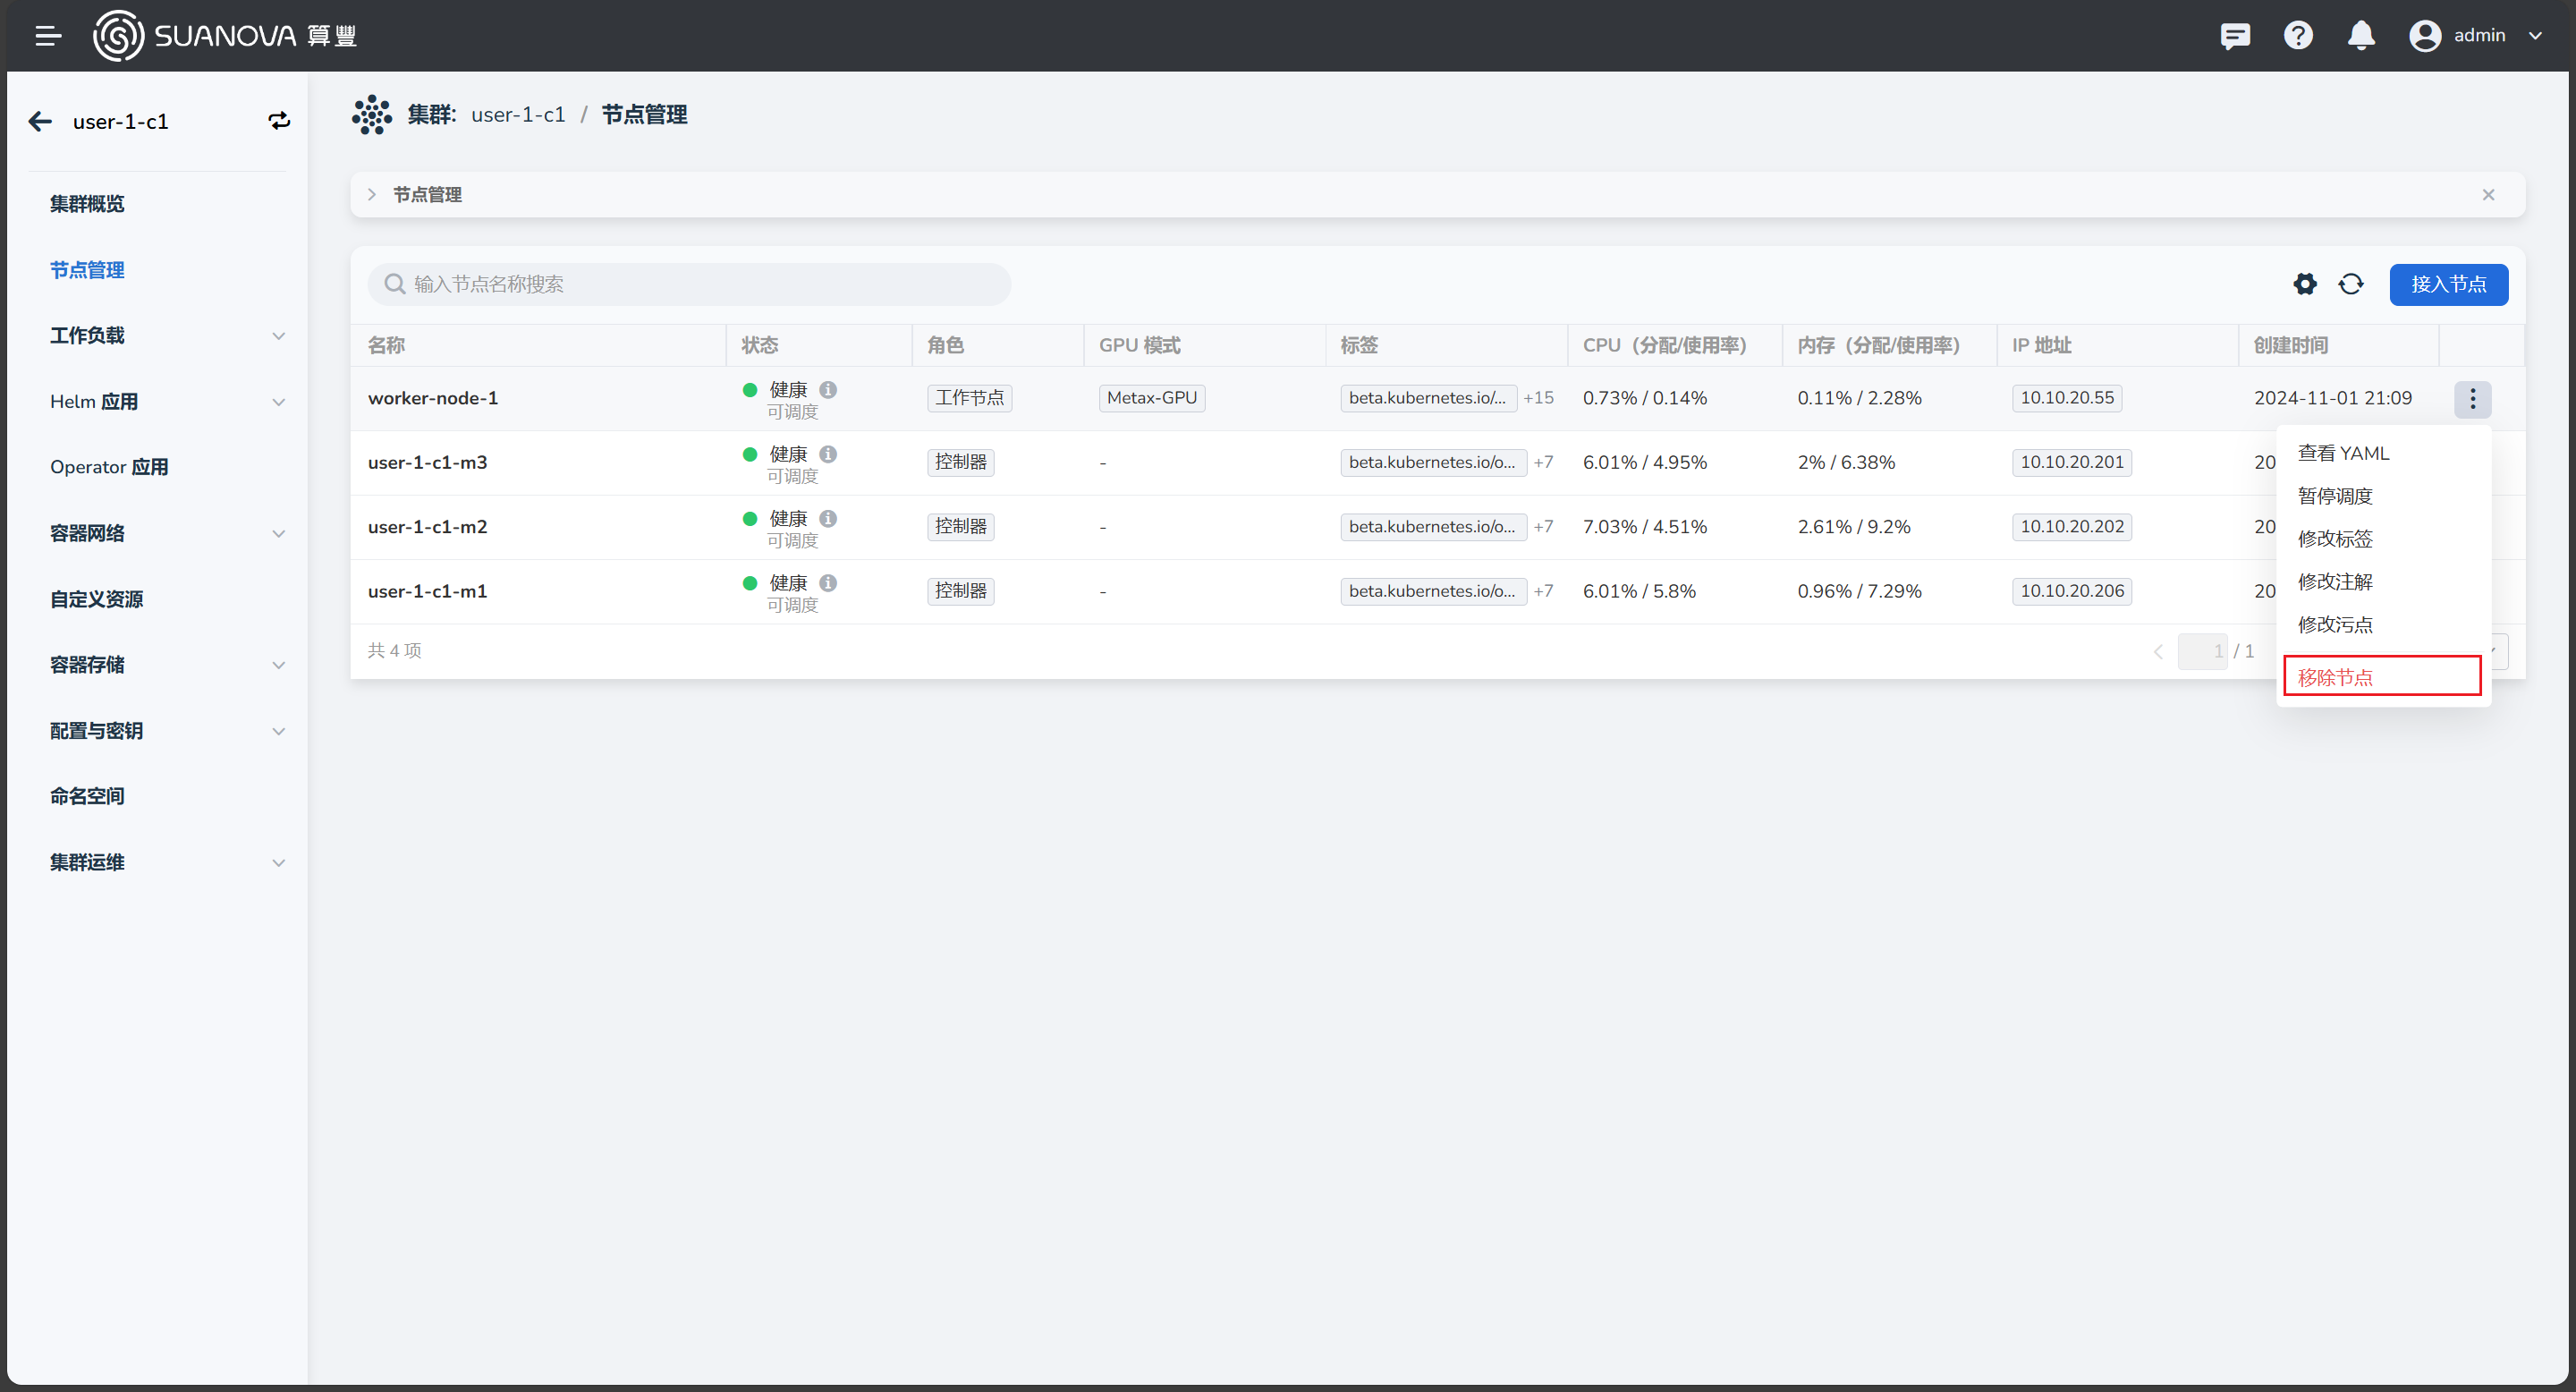 SUANOVA 算豐
admin
user-1-c1
集群概览
节点管理
工作负载
Helm 应用
Operator 应用
容器网络
自定义资源
容器存储
配置与密钥
命名空间
集群运维
集群: user-1-c1 / 节点管理
节点管理
输入节点名称搜索
接入节点
名称 状态 角色 GPU 模式 标签 CPU（分配/使用率） 内存（分配/使用率） IP 地址 创建时间
worker-node-1 健康 可调度 工作节点 Metax-GPU beta.kubernetes.io/... +15 0.73% / 0.14% 0.11% / 2.28% 10.10.20.55 2024-11-01 21:09
user-1-c1-m3 健康 可调度 控制器 - beta.kubernetes.io/o... +7 6.01% / 4.95% 2% / 6.38% 10.10.20.201 20
user-1-c1-m2 健康 可调度 控制器 - beta.kubernetes.io/o... +7 7.03% / 4.51% 2.61% / 9.2% 10.10.20.202 20
user-1-c1-m1 健康 可调度 控制器 - beta.kubernetes.io/o... +7 6.01% / 5.8% 0.96% / 7.29% 10.10.20.206 20
共 4 项
1 / 1
查看 YAML
暂停调度
修改标签
修改注解
修改污点
移除节点